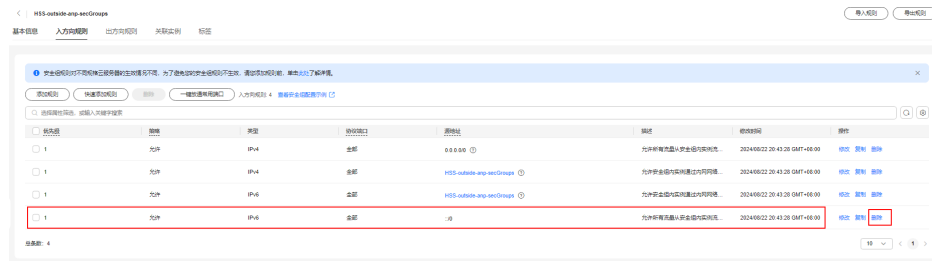 HSS-outside-anp-secGroups
导入规则 导出规则
基本信息 入方向规则 出方向规则 关联实例 标签
安全组规则对不同规格云服务器的生效情况不同，为了避免您的安全组规则不生效，请您添加规则前，单击此处了解详情。
添加规则 快速添加规则 删除 一键放通常用端口 入方向规则: 4 查看安全组配置示例
选择属性筛选，或输入关键字搜索
优先级 策略 类型 协议端口 源地址 描述 修改时间 操作
1 允许 IPv4 全部 0.0.0.0/0 允许所有流量从安全组内实例流... 2024/08/22 20:43:28 GMT+08:00 修改 复制 删除
1 允许 IPv4 全部 HSS-outside-anp-secGroups 允许安全组内实例通过内网网络... 2024/08/22 20:43:28 GMT+08:00 修改 复制 删除
1 允许 IPv6 全部 HSS-outside-anp-secGroups 允许安全组内实例通过内网网络... 2024/08/22 20:43:28 GMT+08:00 修改 复制 删除
1 允许 IPv6 全部 ::/0 允许所有流量从安全组内实例流... 2024/08/22 20:43:28 GMT+08:00 修改 复制 删除
总条数: 4
10 1